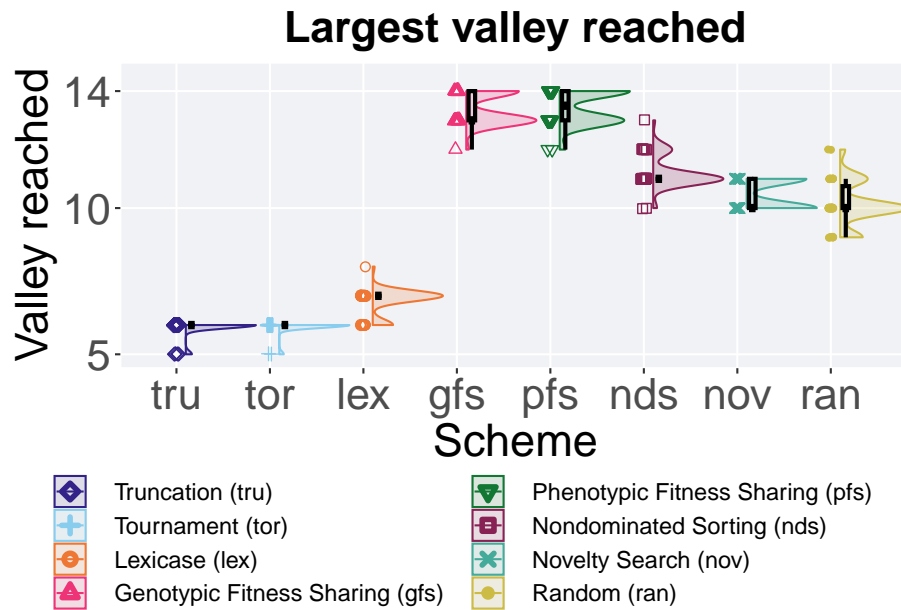 Largest valley reached
Valley reached
14
10
5
tru tor lex gfs pfs nds nov ran
Scheme
Truncation (tru)
Tournament (tor)
Lexicase (lex)
Genotypic Fitness Sharing (gfs)
Phenotypic Fitness Sharing (pfs)
Nondominated Sorting (nds)
Novelty Search (nov)
Random (ran)